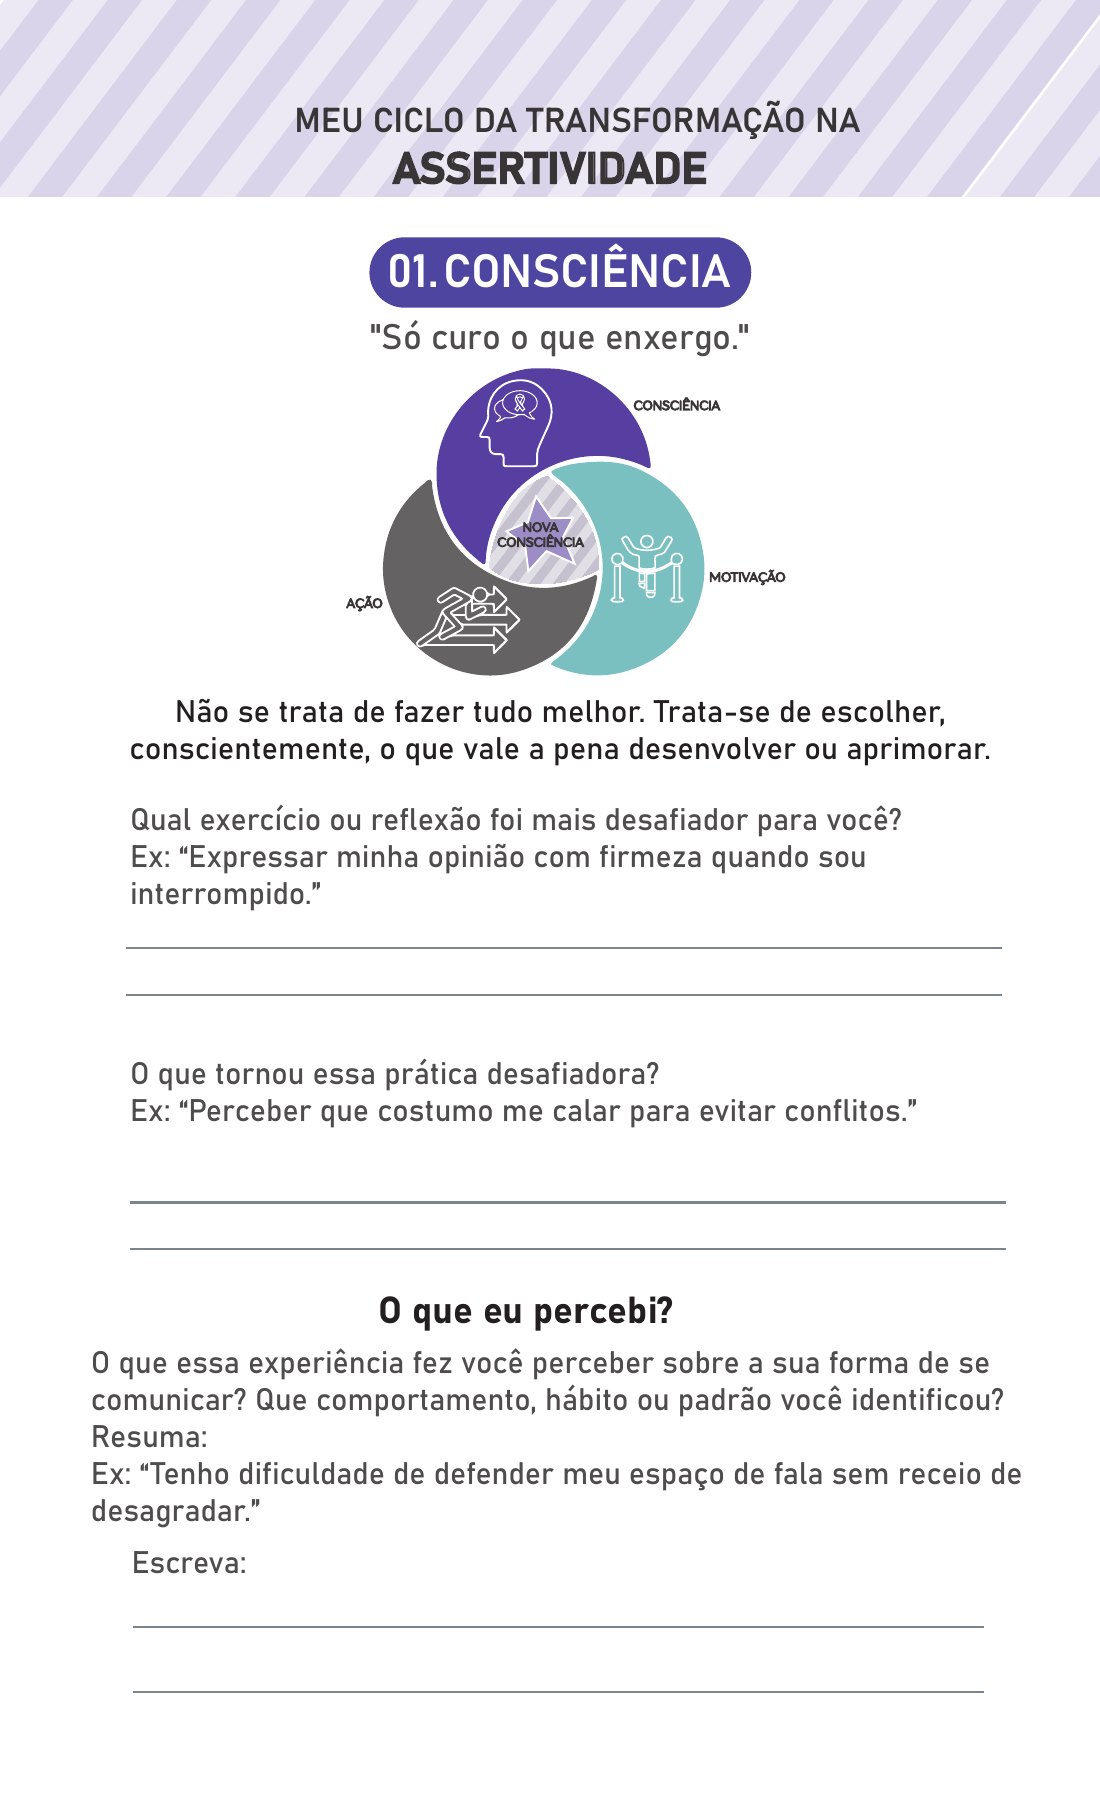 MEU CICLO DA TRANSFORMAÇÃO NA
ASSERTIVIDADE
01. CONSCIÊNCIA
"Só curo o que enxergo."
CONSCIÊNCIA
NOVA
CONSCIÊNCIA
MOTIVAÇÃO
AÇÃO
Não se trata de fazer tudo melhor. Trata-se de escolher,
conscientemente, o que vale a pena desenvolver ou aprimorar.
Qual exercício ou reflexão foi mais desafiador para você?
Ex: “Expressar minha opinião com firmeza quando sou
interrompido.”
O que tornou essa prática desafiadora?
Ex: “Perceber que costumo me calar para evitar conflitos.”
O que eu percebi?
O que essa experiência fez você perceber sobre a sua forma de se
comunicar? Que comportamento, hábito ou padrão você identificou?
Resuma:
Ex: “Tenho dificuldade de defender meu espaço de fala sem receio de
desagradar.”
Escreva: